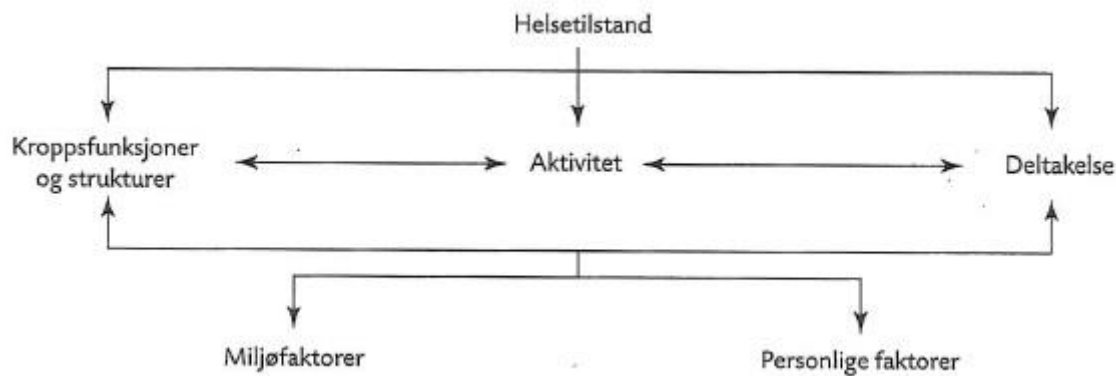 Helsetilstand
Kroppsfunksjoner
og strukturer
Aktivitet
Deltakelse
Miljøfaktorer
Personlige faktorer